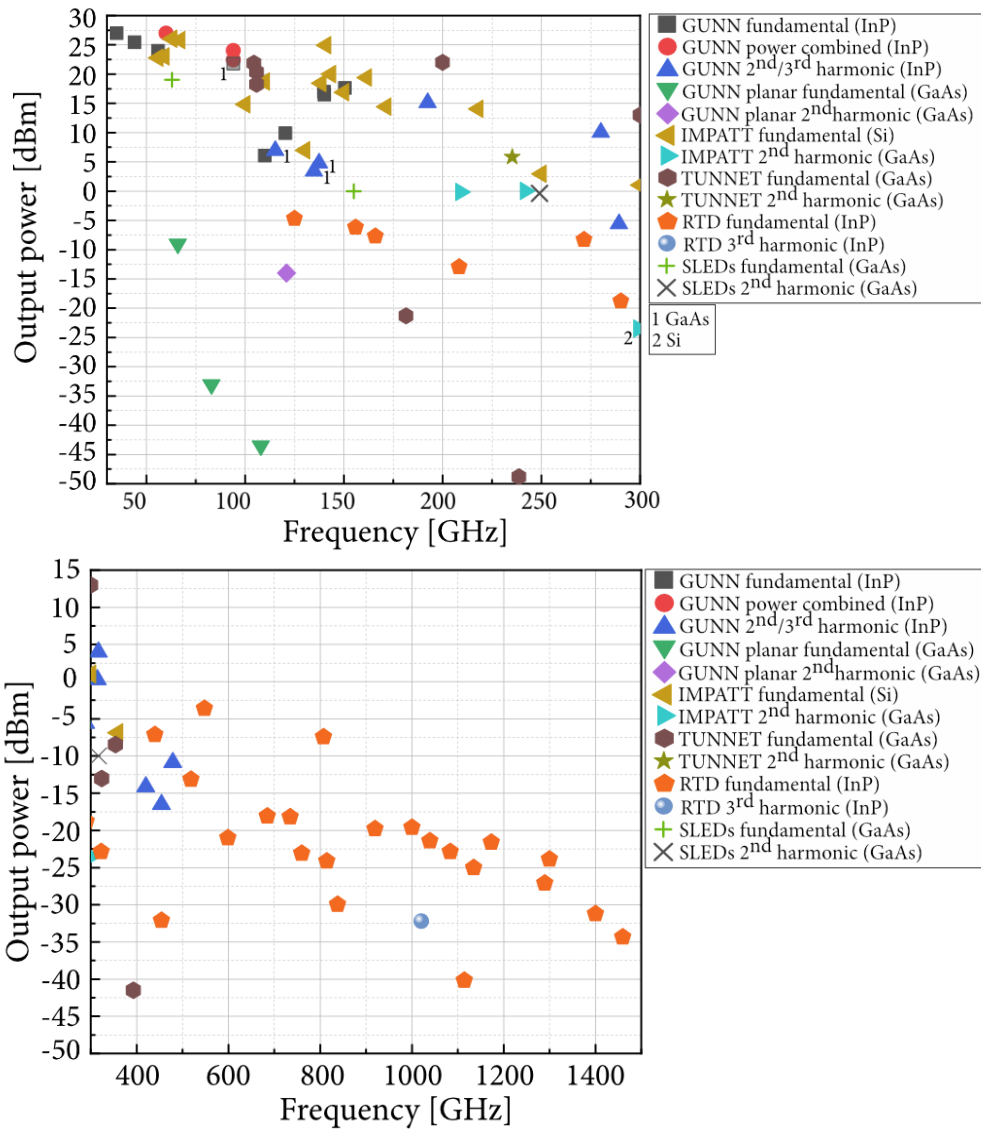 30
25
20
15
10
5
0
-5
-10
-15
-20
-25
-30
-35
-40
-45
-50
Output power [dBm]
1
1
1
1
2
50
100
150
200
250
300
Frequency [GHz]
GUNN fundamental (InP)
GUNN power combined (InP)
GUNN 2nd/3rd harmonic (InP)
GUNN planar fundamental (GaAs)
GUNN planar 2ndharmonic (GaAs)
IMPATT fundamental (Si)
IMPATT 2nd harmonic (GaAs)
TUNNET fundamental (GaAs)
TUNNET 2nd harmonic (GaAs)
RTD fundamental (InP)
RTD 3rd harmonic (InP)
SLEDs fundamental (GaAs)
SLEDs 2nd harmonic (GaAs)
1 GaAs
2 Si
15
10
5
0
-5
-10
-15
-20
-25
-30
-35
-40
-45
-50
Output power [dBm]
400
600
800
1000
1200
1400
Frequency [GHz]
GUNN fundamental (InP)
GUNN power combined (InP)
GUNN 2nd/3rd harmonic (InP)
GUNN planar fundamental (GaAs)
GUNN planar 2ndharmonic (GaAs)
IMPATT fundamental (Si)
IMPATT 2nd harmonic (GaAs)
TUNNET fundamental (GaAs)
TUNNET 2nd harmonic (GaAs)
RTD fundamental (InP)
RTD 3rd harmonic (InP)
SLEDs fundamental (GaAs)
SLEDs 2nd harmonic (GaAs)